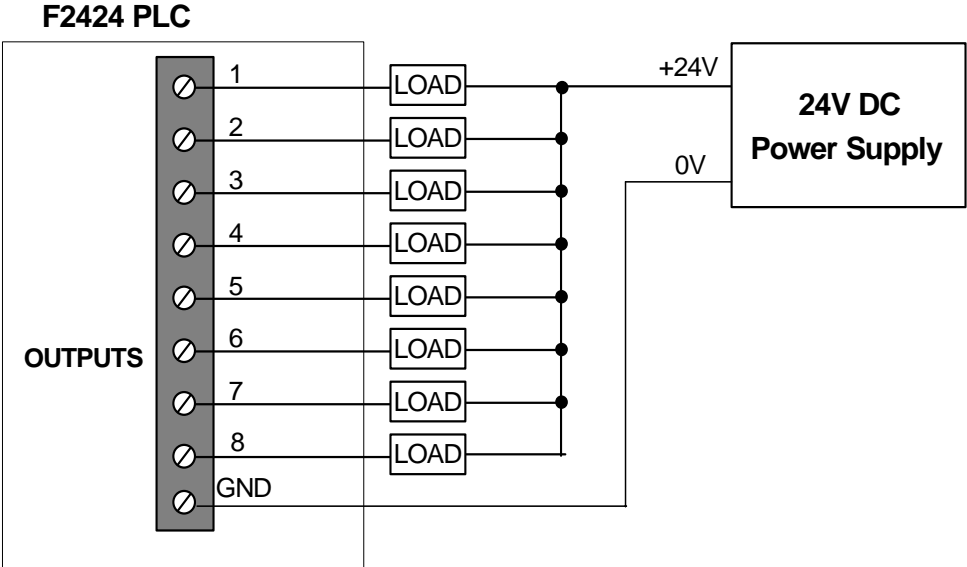 F2424 PLC
1
LOAD
+24V
24V DC
Power Supply
2
LOAD
0V
3
LOAD
4
LOAD
5
LOAD
OUTPUTS
6
LOAD
7
LOAD
8
LOAD
GND